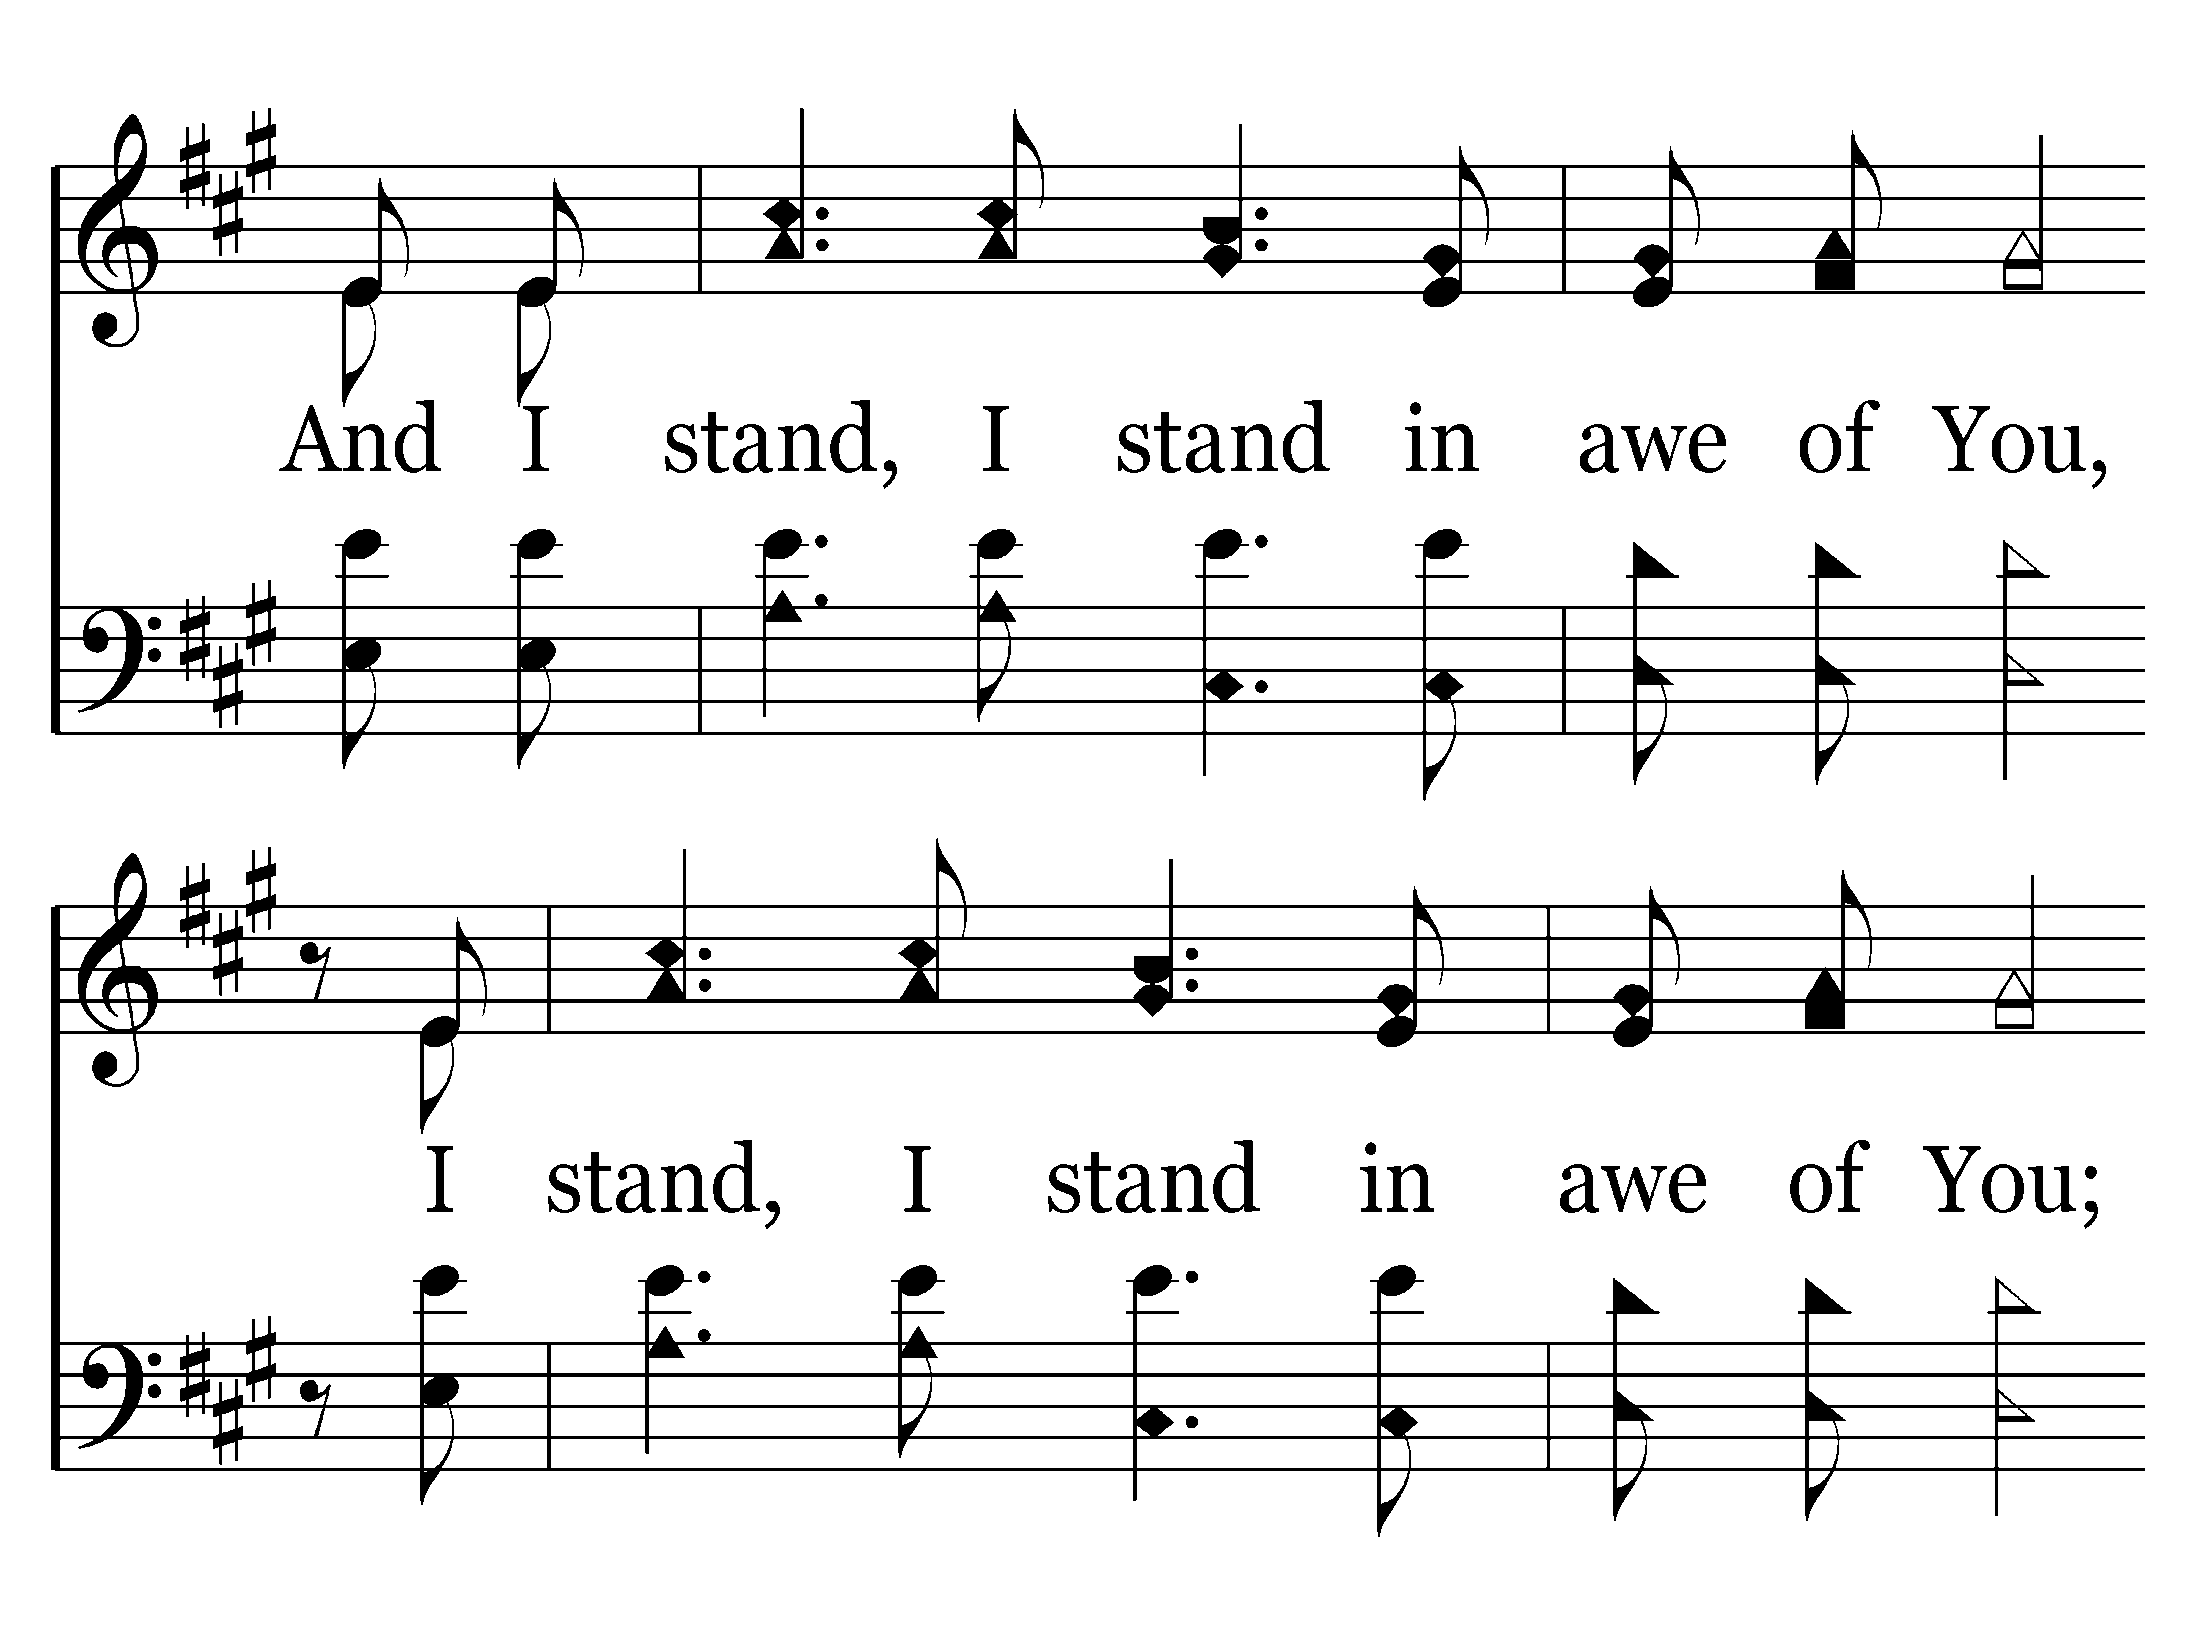 And I stand, I stand in awe of You,
I stand, I stand in awe of You;